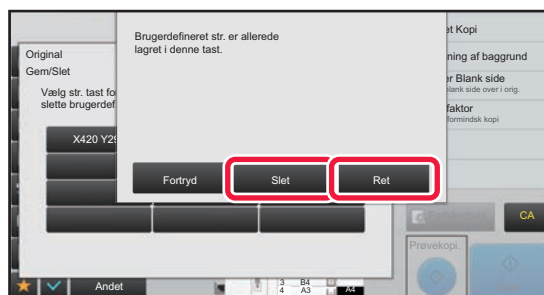 Brugerdefineret str. er allerede
lagret i denne tast.
Fortryd
Slet
Ret
Original
Gem/Slet
Vælg str. tast fo
slette brugerdef
X420 Y29
et Kopi
ning af baggrund
r Blank side
blank side over i orig.
faktor
formindsk kopi
CA
Prøvekopi.
Andet
3 B4
4 A3
A4